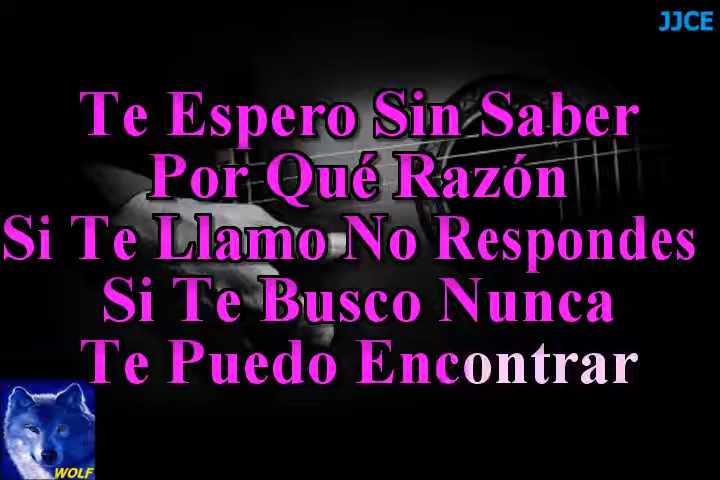 JJCE
Te Espero Sin Saber
Por Qué Razón
Si Te Llamo No Respondes
Si Te Busco Nunca
Te Puedo Encontrar
WOLF